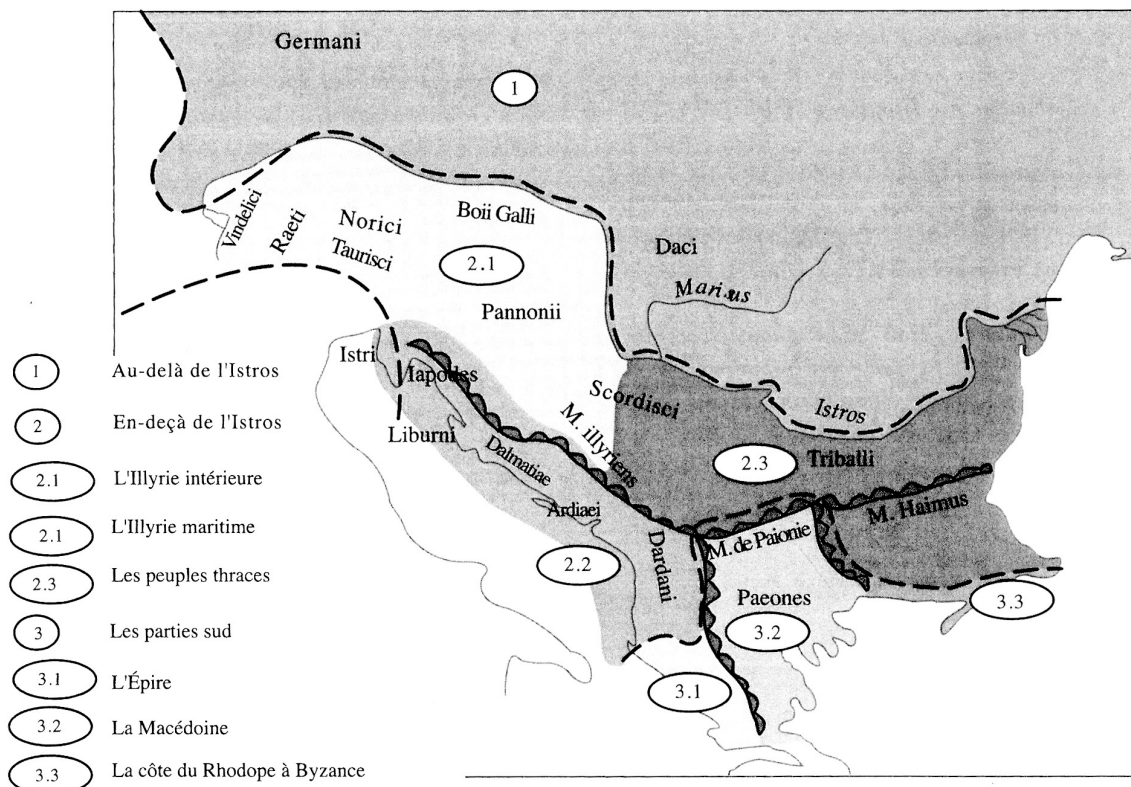 Germani
1
Vindelici
Raeti
Norici
Taurisci
Boii Galli
2.1
Pannonii
Daci
Marisus
Istri
Iapodes
Liburni
Dalmatiae
Ardiaei
M. illyriens
Scordisci
Istros
2.3
Triballi
M. Haimus
M. de Paionie
Dardani
2.2
Paeones
3.2
3.1
3.3
1 Au-delà de l'Istros
2 En-deçà de l'Istros
2.1 L'Illyrie intérieure
2.1 L'Illyrie maritime
2.3 Les peuples thraces
3 Les parties sud
3.1 L'Épire
3.2 La Macédoine
3.3 La côte du Rhodope à Byzance